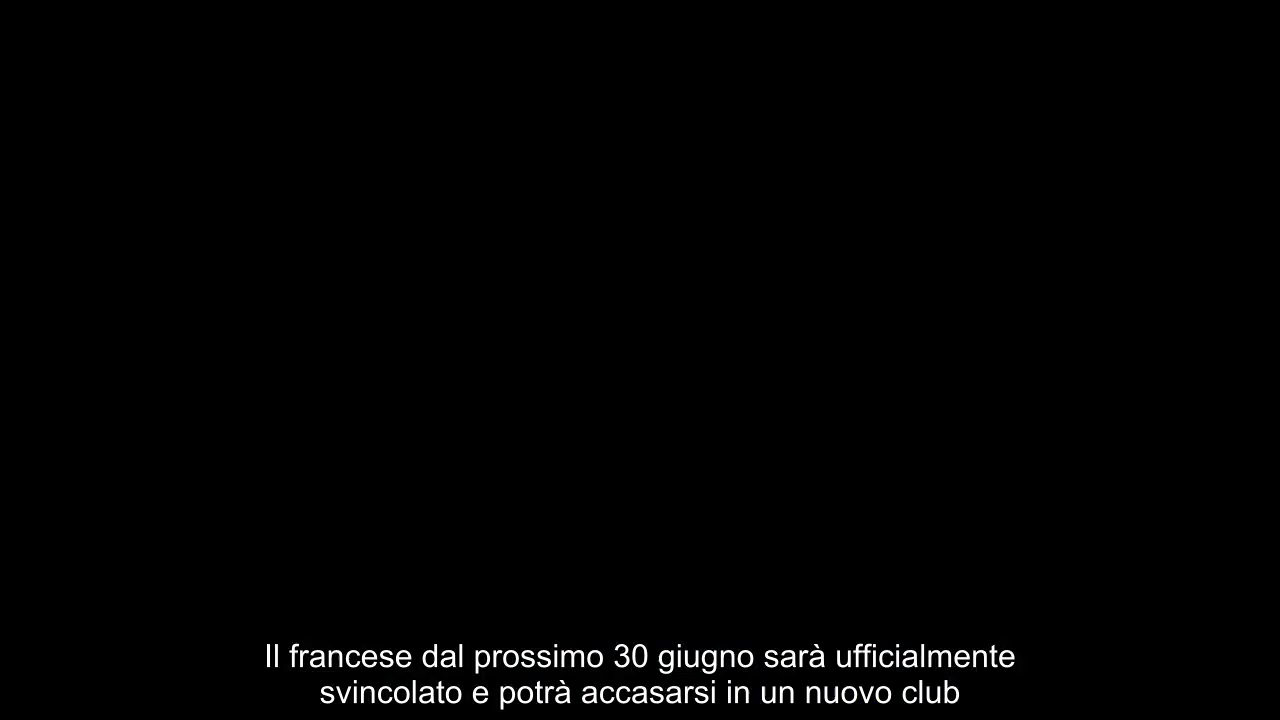 Il francese dal prossimo 30 giugno sarà ufficialmente
svincolato e potrà accasarsi in un nuovo club